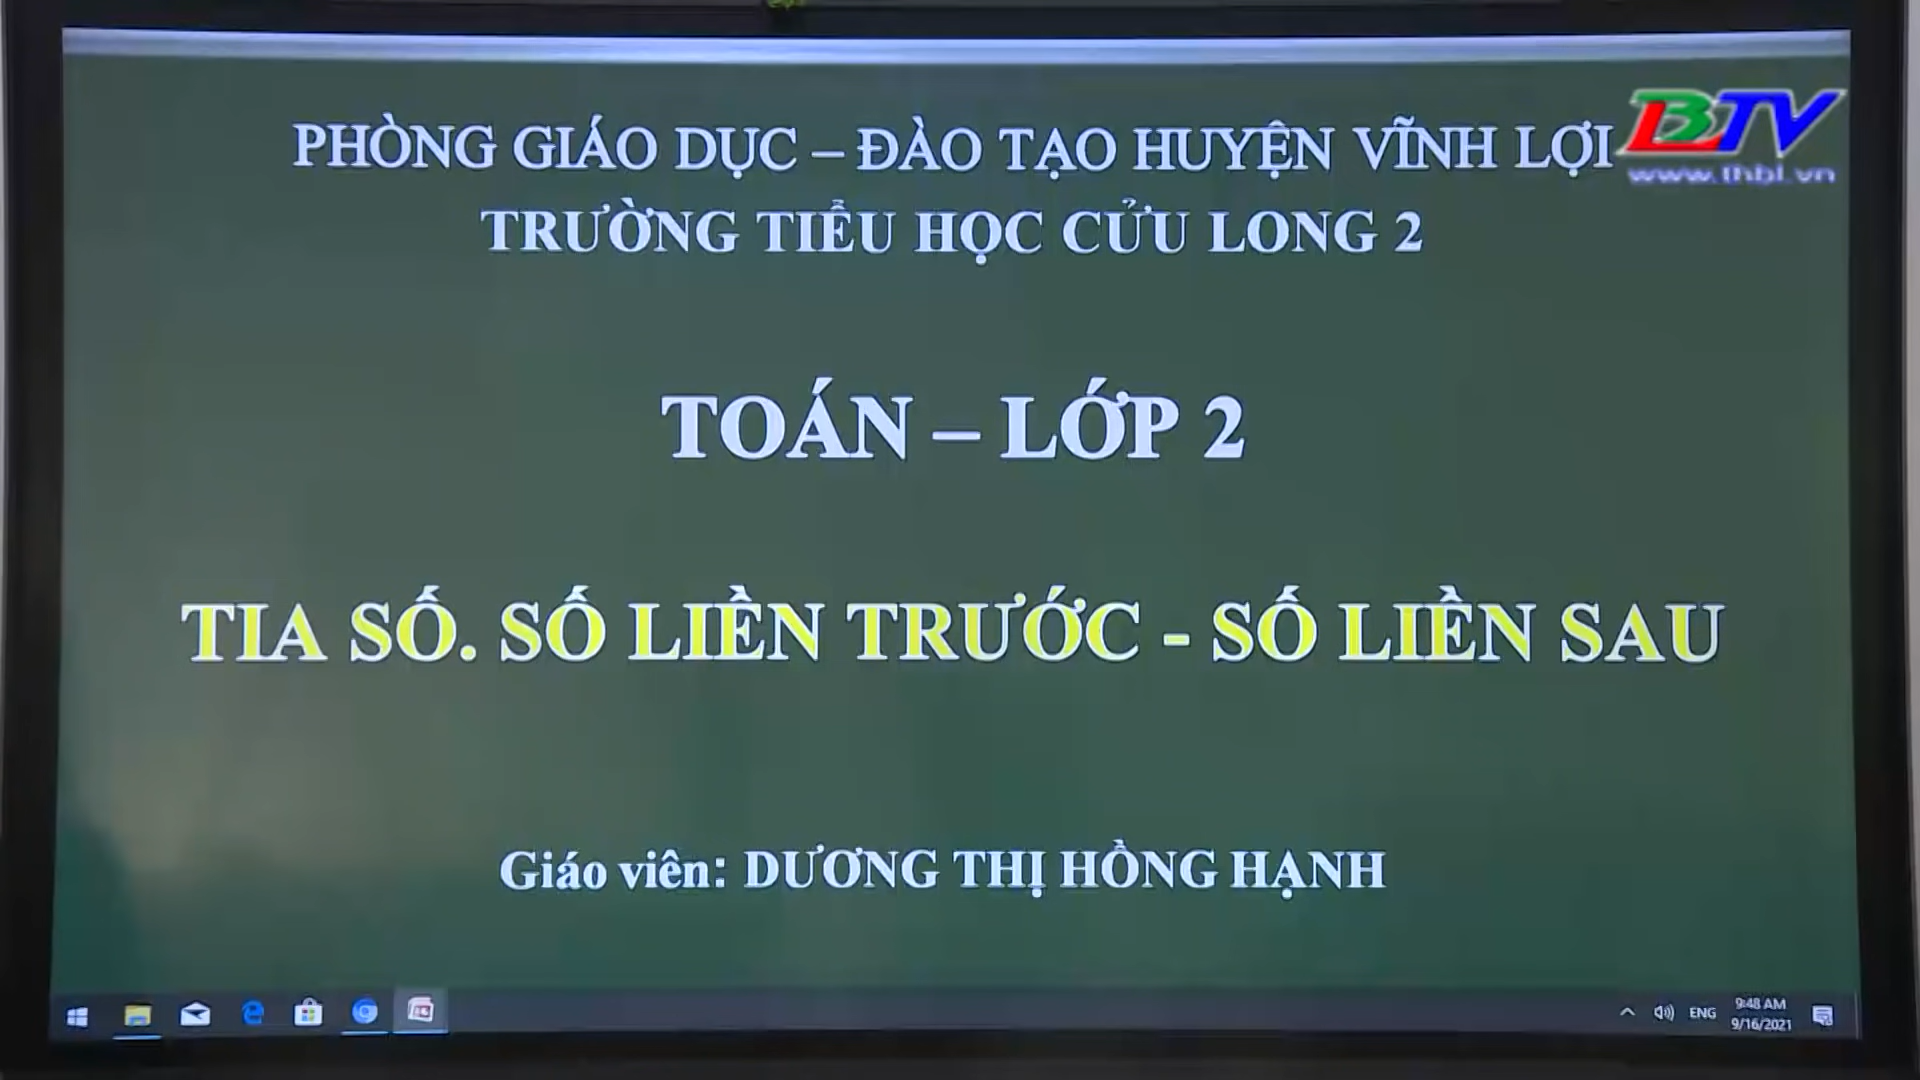 BTV
www.thbl.vn
PHÒNG GIÁO DỤC – ĐÀO TẠO HUYỆN VĨNH LỢI
TRƯỜNG TIỂU HỌC CỬU LONG 2
TOÁN – LỚP 2
TIA SỐ. SỐ LIỀN TRƯỚC - SỐ LIỀN SAU
Giáo viên: DƯƠNG THỊ HỒNG HẠNH
ENG
9:48 AM
9/16/2021